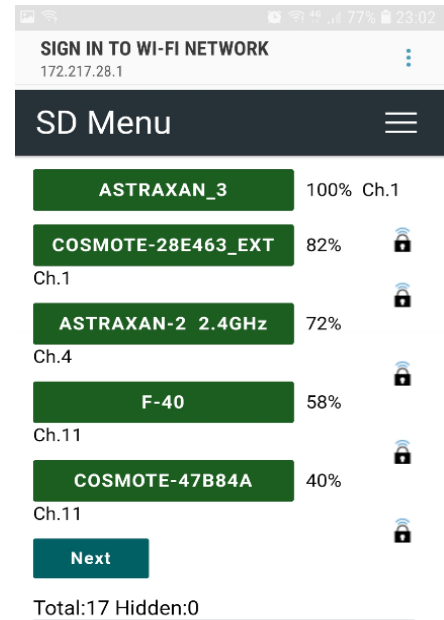 77% 23:02
SIGN IN TO WI-FI NETWORK
172.217.28.1
SD Menu
ASTRAXAN_3 100% Ch.1
COSMOTE-28E463_EXT 82%
Ch.1
ASTRAXAN-2 2.4GHz 72%
Ch.4
F-40 58%
Ch.11
COSMOTE-47B84A 40%
Ch.11
Next
Total:17 Hidden:0